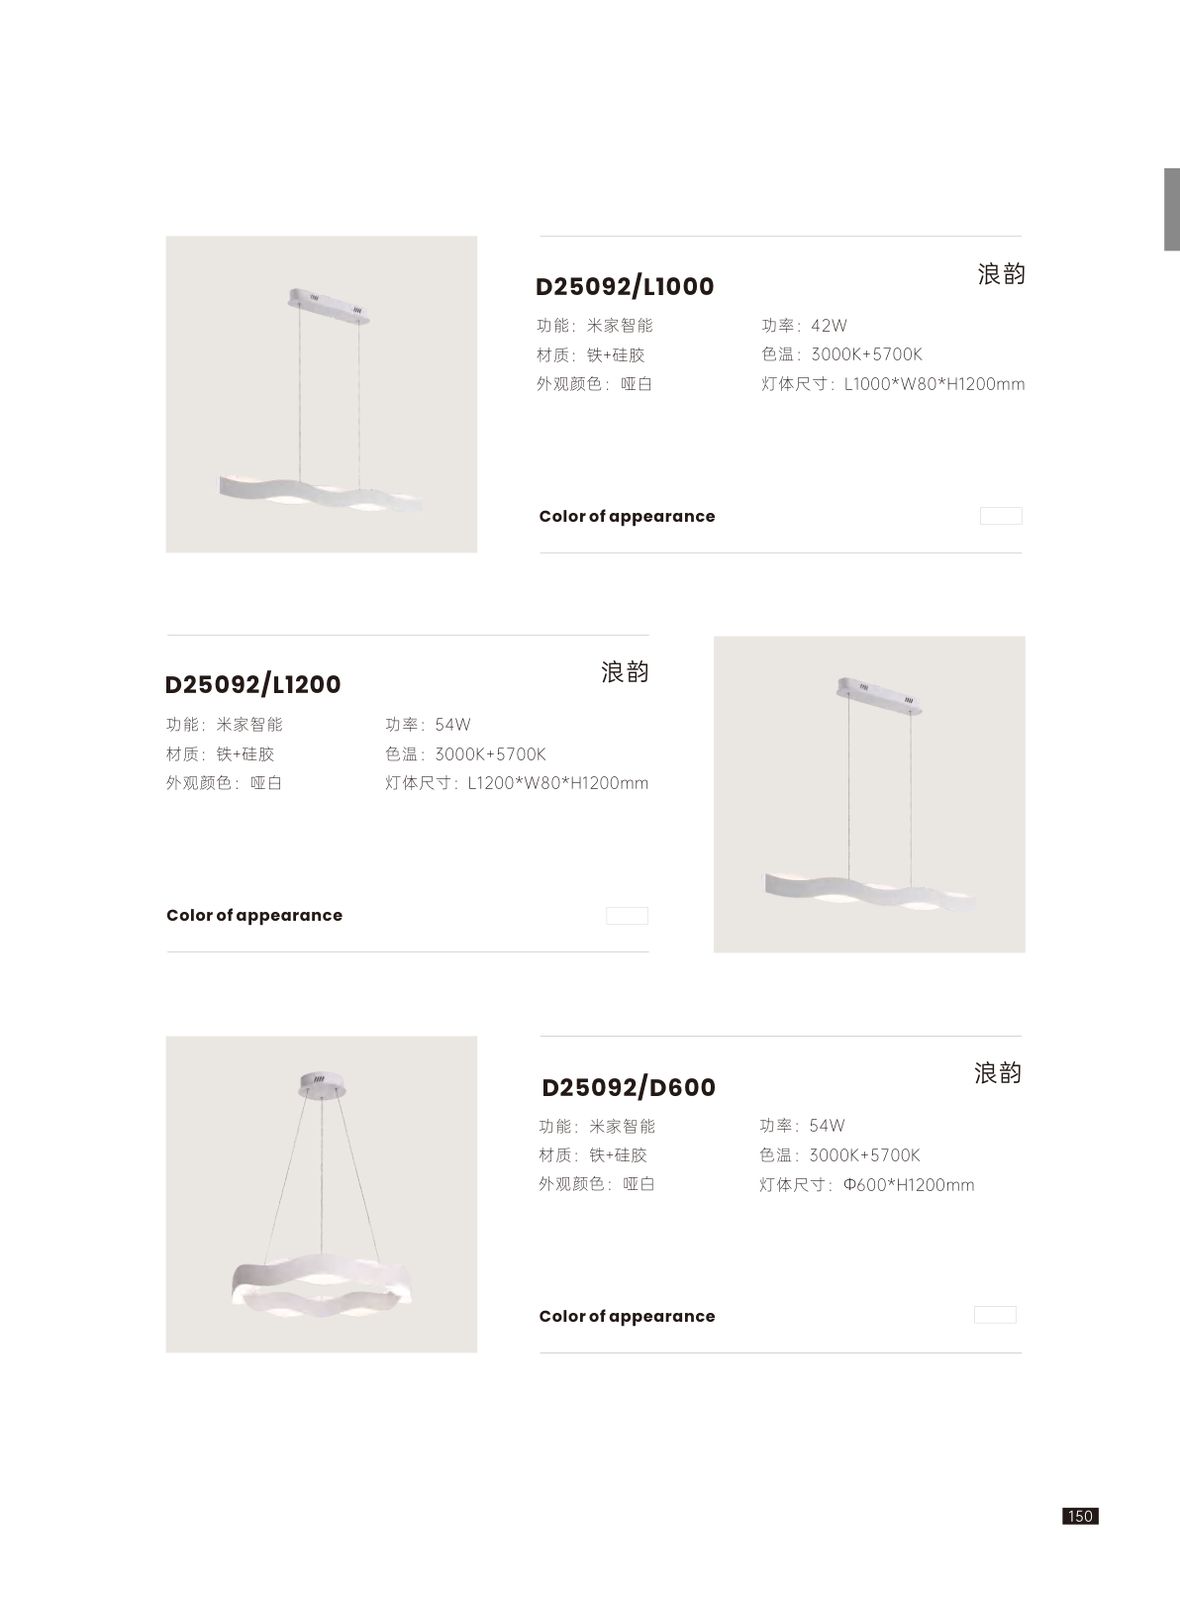 浪韵
D25092/L1000
功能：米家智能
功率：42W
材质：铁+硅胶
色温：3000K+5700K
外观颜色：哑白
灯体尺寸：L1000*W80*H1200mm
Color of appearance
浪韵
D25092/L1200
功能：米家智能
功率：54W
材质：铁+硅胶
色温：3000K+5700K
外观颜色：哑白
灯体尺寸：L1200*W80*H1200mm
Color of appearance
浪韵
D25092/D600
功能：米家智能
功率：54W
材质：铁+硅胶
色温：3000K+5700K
外观颜色：哑白
灯体尺寸：Φ600*H1200mm
Color of appearance
150